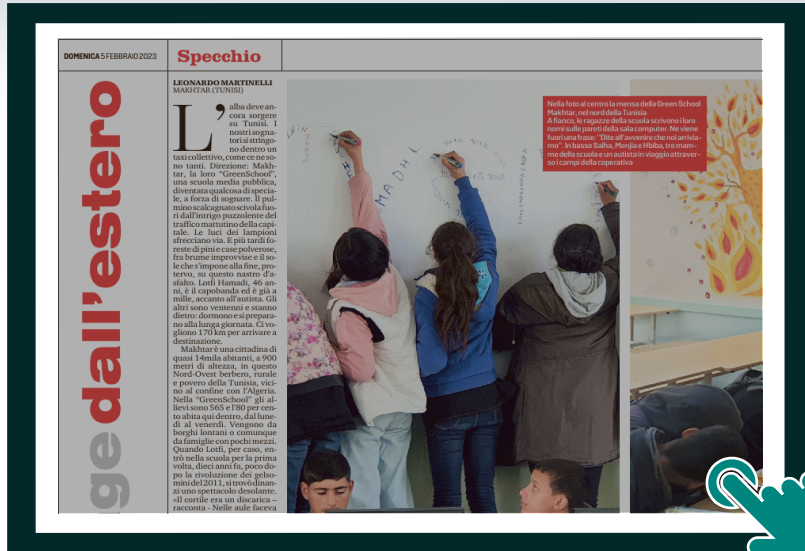 DOMENICA 5 FEBBRAIO 2023
Specchio
ge dall'estero
LEONARDO MARTINELLI
MAKHTAR (TUNISI)
L'alba deve an-
cora sorgere
su Tunisi. I
nostri sogna-
tori si stringo-
no dentro un
taxi collettivo, come ce ne so-
no tanti. Direzione: Makh-
tar, la loro "GreenSchool",
una scuola media pubblica,
diventata qualcosa di specia-
le, a forza di sognare. Il pul-
mino scalcagnato scivola fuo-
ri dall'intrigo puzzolente del
traffico mattutino della capi-
tale. Le luci dei lampioni
sfrecciano via. E più tardi fo-
reste di pini e case polverose,
fra brume improvvise e il so-
le che s'impone alla fine, pro-
tervo, su questo nastro d'a-
sfalto. Lotfi Hamadi, 46 an-
ni, è il capobanda ed è già a
mille, accanto all'autista. Gli
altri sono ventenni e stanno
dietro: dormono e si prepara-
no alla lunga giornata. Ci vo-
gliono 170 km per arrivare a
destinazione.
Makhtar è una cittadina di
quasi 14mila abitanti, a 900
metri di altezza, in questo
Nord-Ovest berbero, rurale
e povero della Tunisia, vici-
no al confine con l'Algeria.
Nella "GreenSchool" gli al-
lievi sono 565 e l'80 per cen-
to abita qui dentro, dal lune-
dì al venerdì. Vengono da
borghi lontani o comunque
da famiglie con pochi mezzi.
Quando Lotfi, per caso, en-
trò nella scuola per la prima
volta, dieci anni fa, poco do-
po la rivoluzione dei gelso-
mini del 2011, si trovò dinan-
zi uno spettacolo desolante.
«Il cortile era un discarica –
racconta - Nelle aule faceva
MADHI
Nella foto al centro la mensa della Green School
Makhtar, nel nord della Tunisia
A fianco, le ragazze della scuola scrivono i loro
nomi sulle pareti della sala computer. Ne viene
fuori una frase: "Dite all'avvenire che noi arrivia-
mo". In basso Salha, Monjia e Hbiba, tre mam-
me della scuola e un autista in viaggio attraver-
so i campi della coperativa